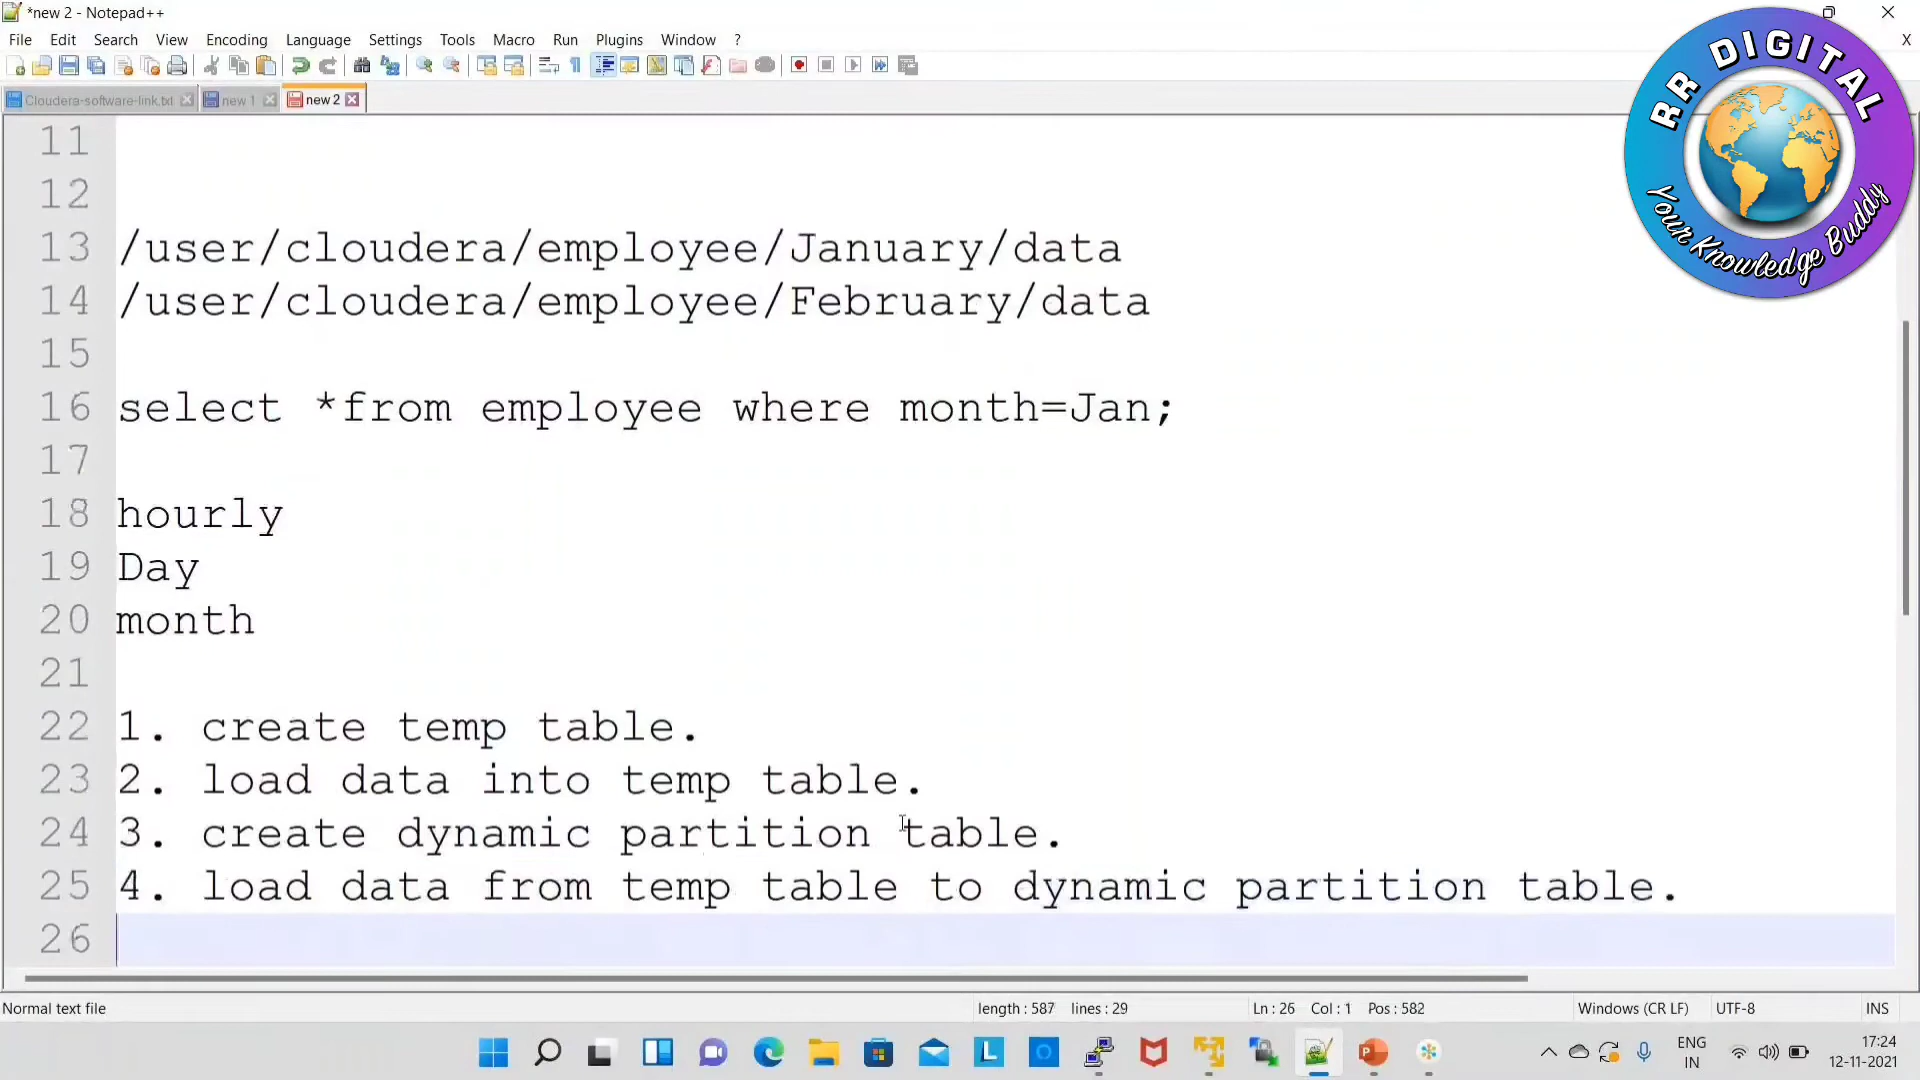 *new 2 - Notepad++
File Edit Search View Encoding Language Settings Tools Macro Run Plugins Window ?
X
Cloudera-software-link.txt new 1 new 2
11
12
13 /user/cloudera/employee/January/data
14 /user/cloudera/employee/February/data
15
16 select *from employee where month=Jan;
17
18 hourly
19 Day
20 month
21
22 1. create temp table.
23 2. load data into temp table.
24 3. create dynamic partition table.
25 4. load data from temp table to dynamic partition table.
26
Normal text file length : 587 lines : 29 Ln : 26 Col : 1 Pos : 582 Windows (CR LF) UTF-8 INS
ENG
IN
17:24
12-11-2021
RR DIGITAL
Your Knowledge Buddy